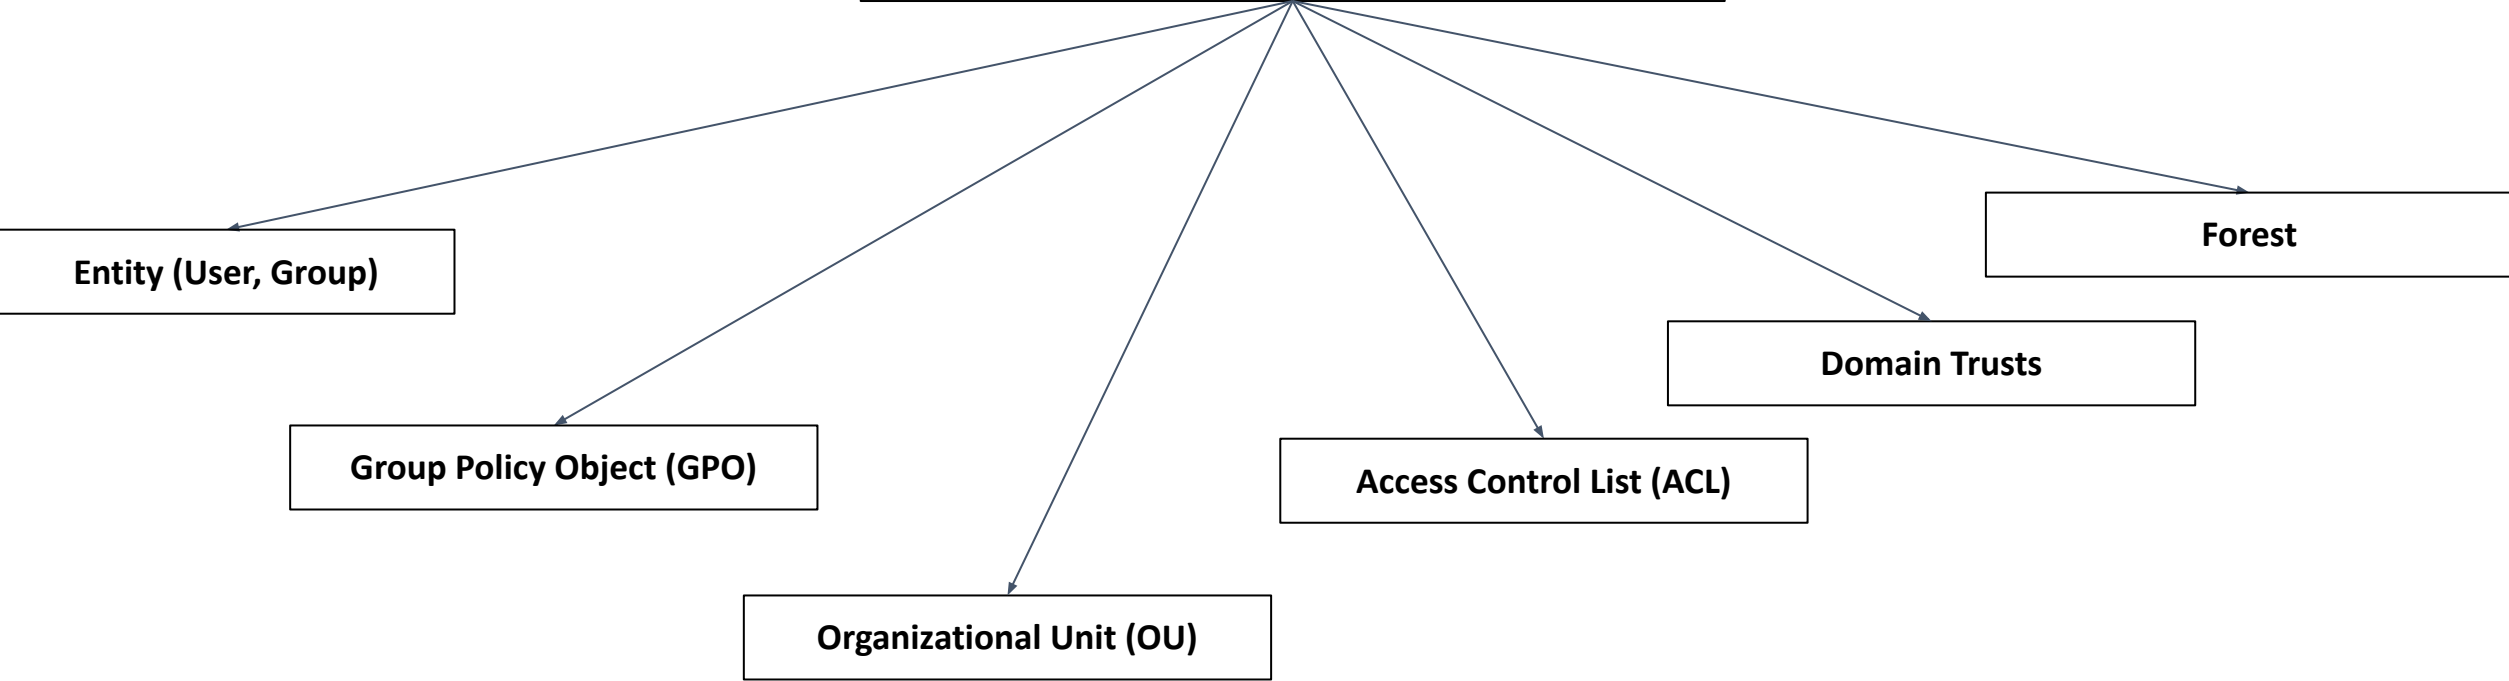 Forest
Entity (User, Group)
Domain Trusts
Group Policy Object (GPO)
Access Control List (ACL)
Organizational Unit (OU)